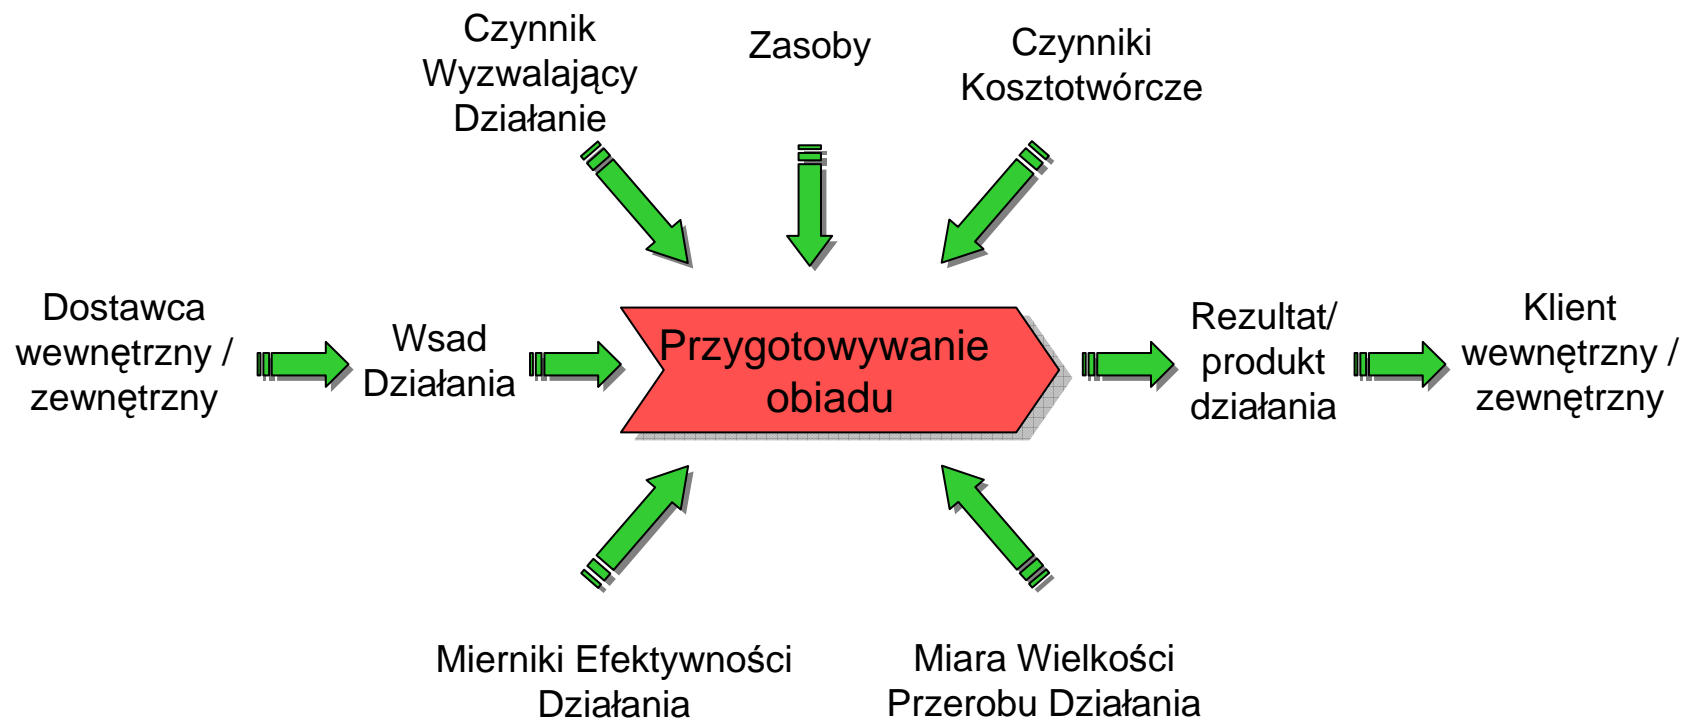 Czynnik
Wyzwalający
Działanie
Zasoby
Czynniki
Kosztotwórcze
Dostawca
wewnętrzny /
zewnętrzny
Wsad
Działania
Przygotowywanie
obiadu
Rezultat/
produkt
działania
Klient
wewnętrzny /
zewnętrzny
Mierniki Efektywności
Działania
Miara Wielkości
Przerobu Działania